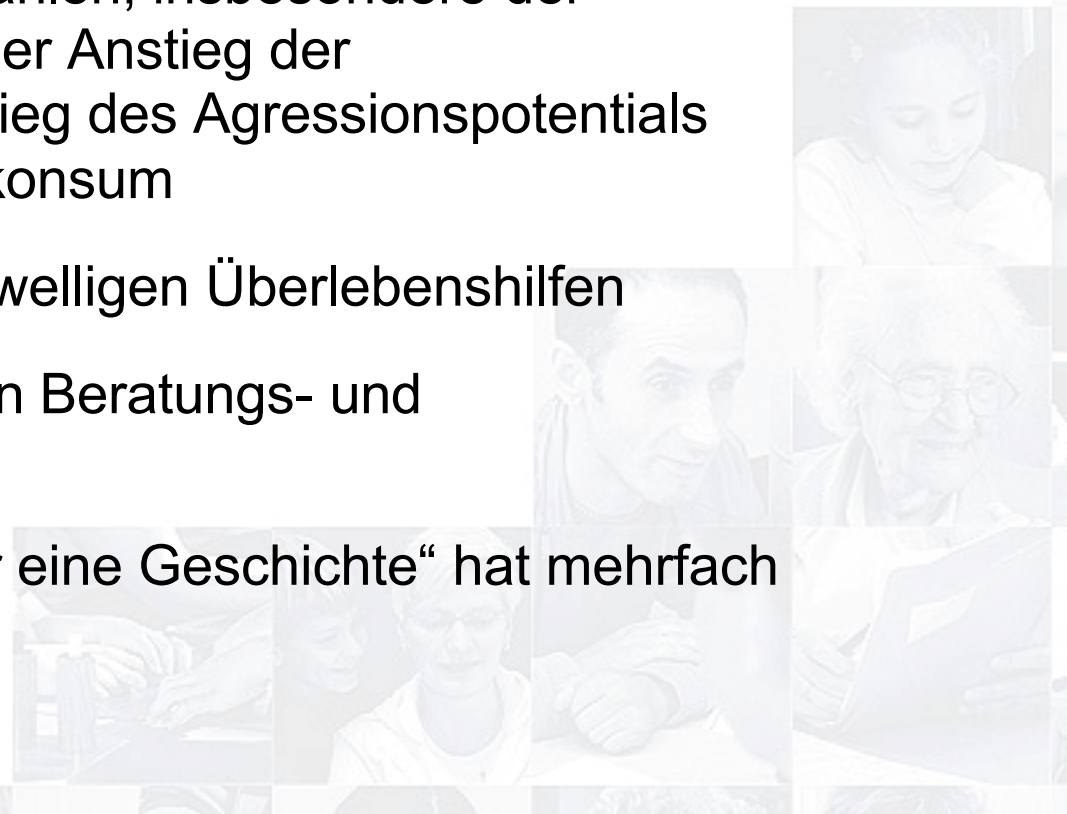 er Anstieg der
ieg des Agressionspotentials
konsum
welligen Überlebenshilfen
n Beratungs- und
eine Geschichte“ hat mehrfach